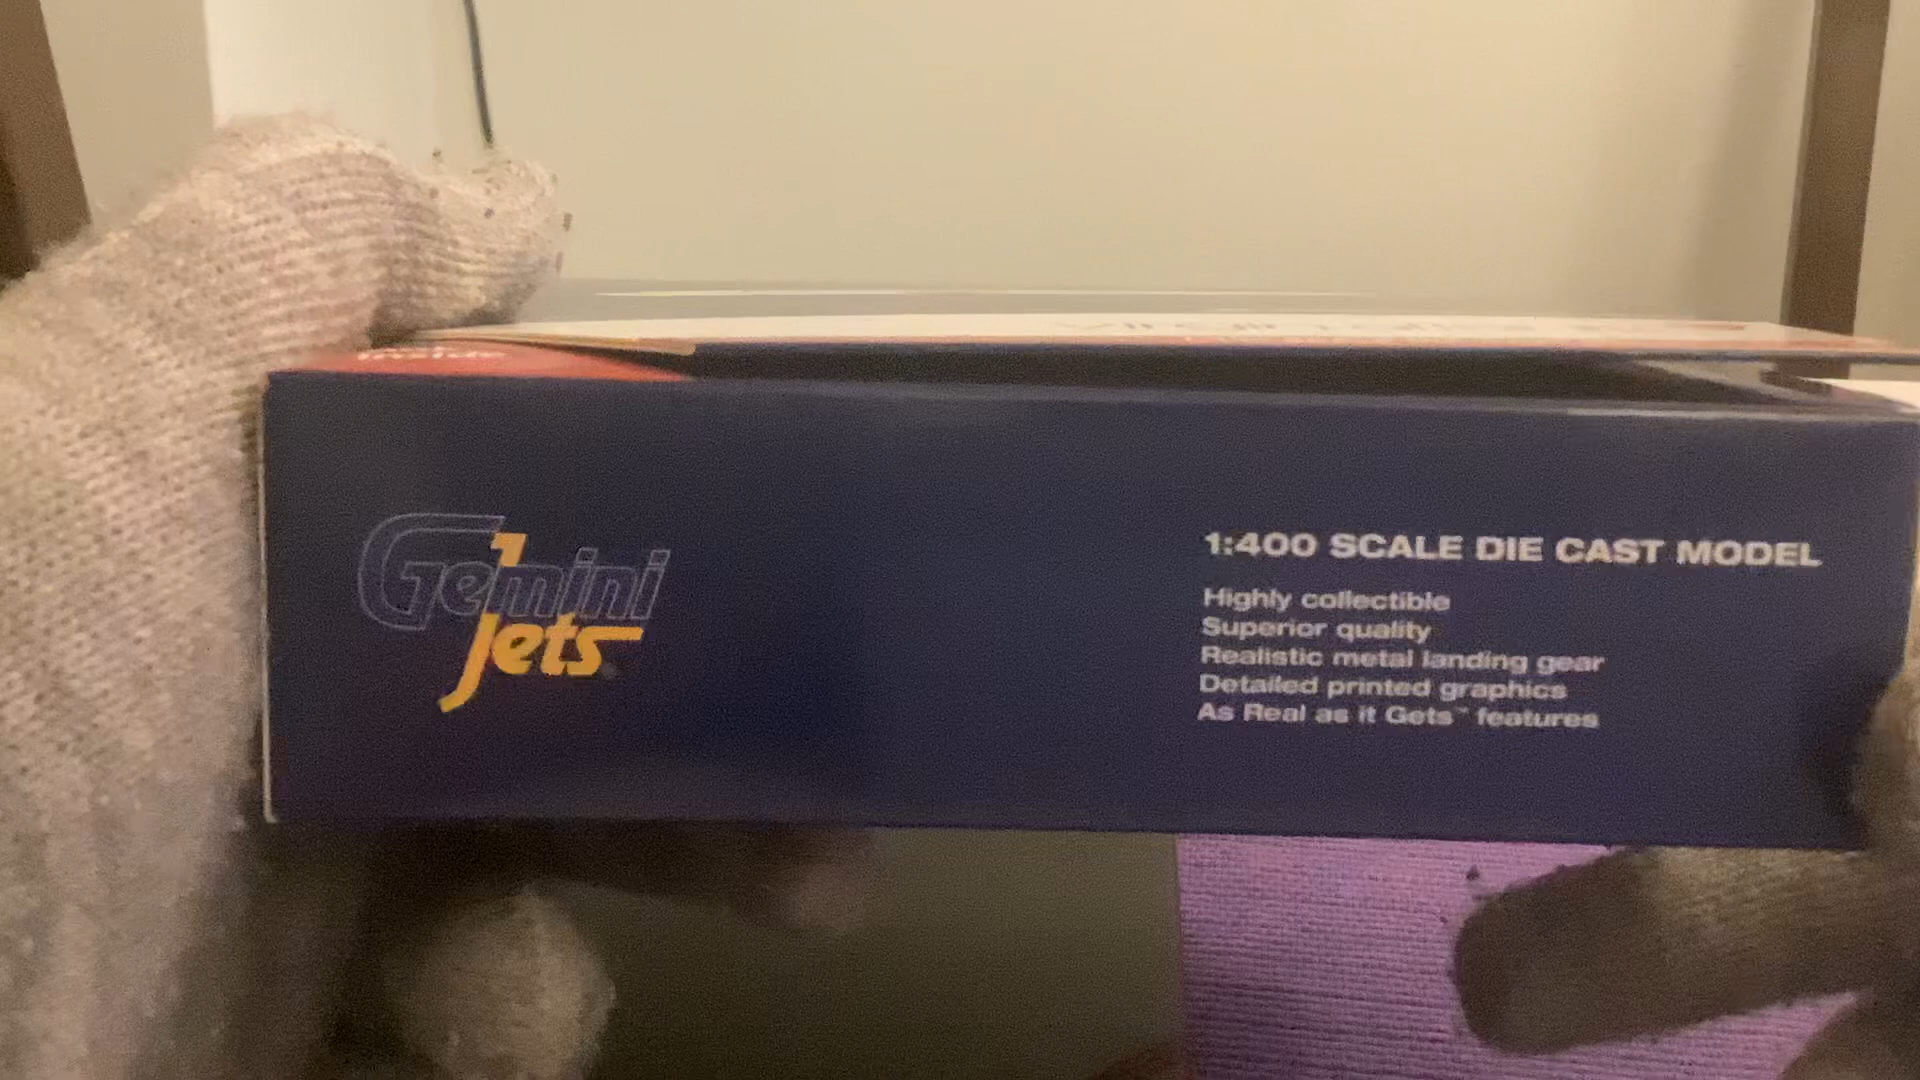 Gemini
Jets
1:400 SCALE DIE CAST MODEL
Highly collectible
Superior quality
Realistic metal landing gear
Detailed printed graphics
As Real as it Gets™ features